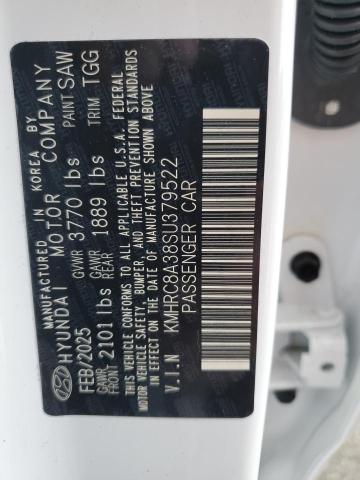 MANUFACTURED IN KOREA BY
HYUNDAI MOTOR COMPANY
FEB/2025 GVWR 3770 lbs PAINT SAW
GAWR FRONT 2101 lbs GAWR REAR 1889 lbs TRIM TGG
THIS VEHICLE CONFORMS TO ALL APPLICABLE U.S.A. FEDERAL
MOTOR VEHICLE SAFETY, BUMPER, AND THEFT PREVENTION STANDARDS
IN EFFECT ON THE DATE OF MANUFACTURE SHOWN ABOVE
V.I.N KMHRC8A38SU379522
PASSENGER CAR